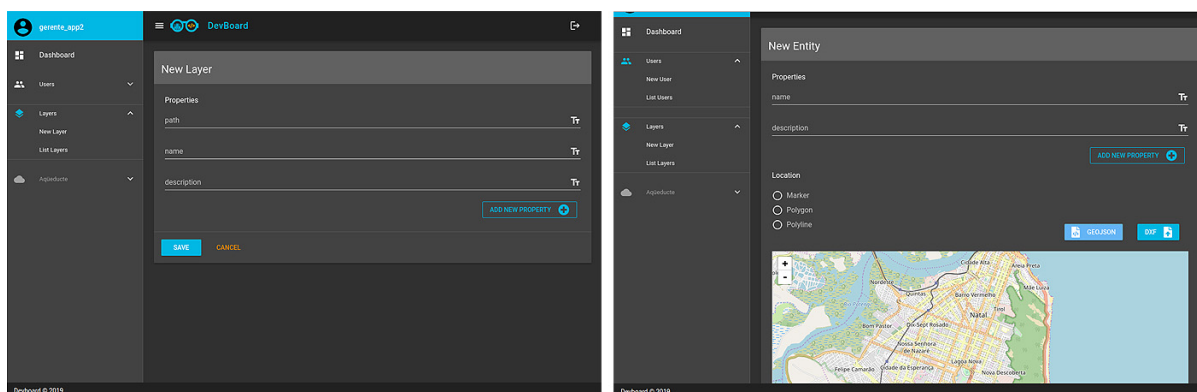 gerente_app2
DevBoard
Dashboard
Users
Layers
New Layer
List Layers
Aqüeducte
New Layer
Properties
path
name
description
ADD NEW PROPERTY
SAVE
CANCEL
Devboard © 2019
Dashboard
Users
New User
List Users
Layers
New Layer
List Layers
Aqüeducte
New Entity
Properties
name
description
ADD NEW PROPERTY
Location
Marker
Polygon
Polyline
GEOJSON
DXF
+
-
Cidade Alta
Areia Preta
Nordeste
Quintas
Barro Vermelho
Mãe Luíza
Tirol
Natal
Bom Pastor
Dix-Sept Rosado
Nossa Senhora
de Nazaré
Lagoa Nova
Felipe Camarão
Cidade da Esperança
Nova Descoberta
Devboard © 2019